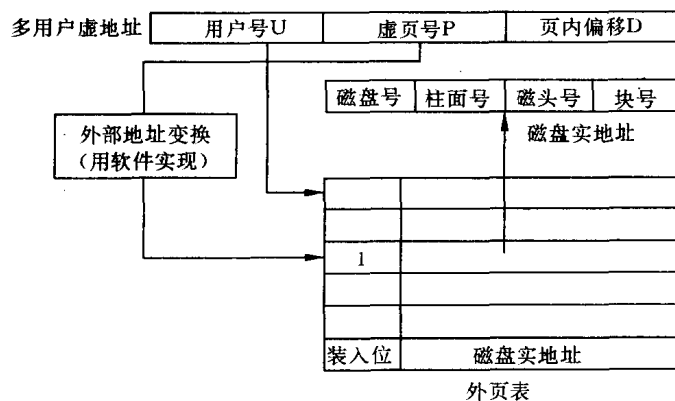 多用户虚地址 用户号U 虚页号P 页内偏移D
磁盘号 柱面号 磁头号 块号
磁盘实地址
外部地址变换
(用软件实现)
1
装入位 磁盘实地址
外页表